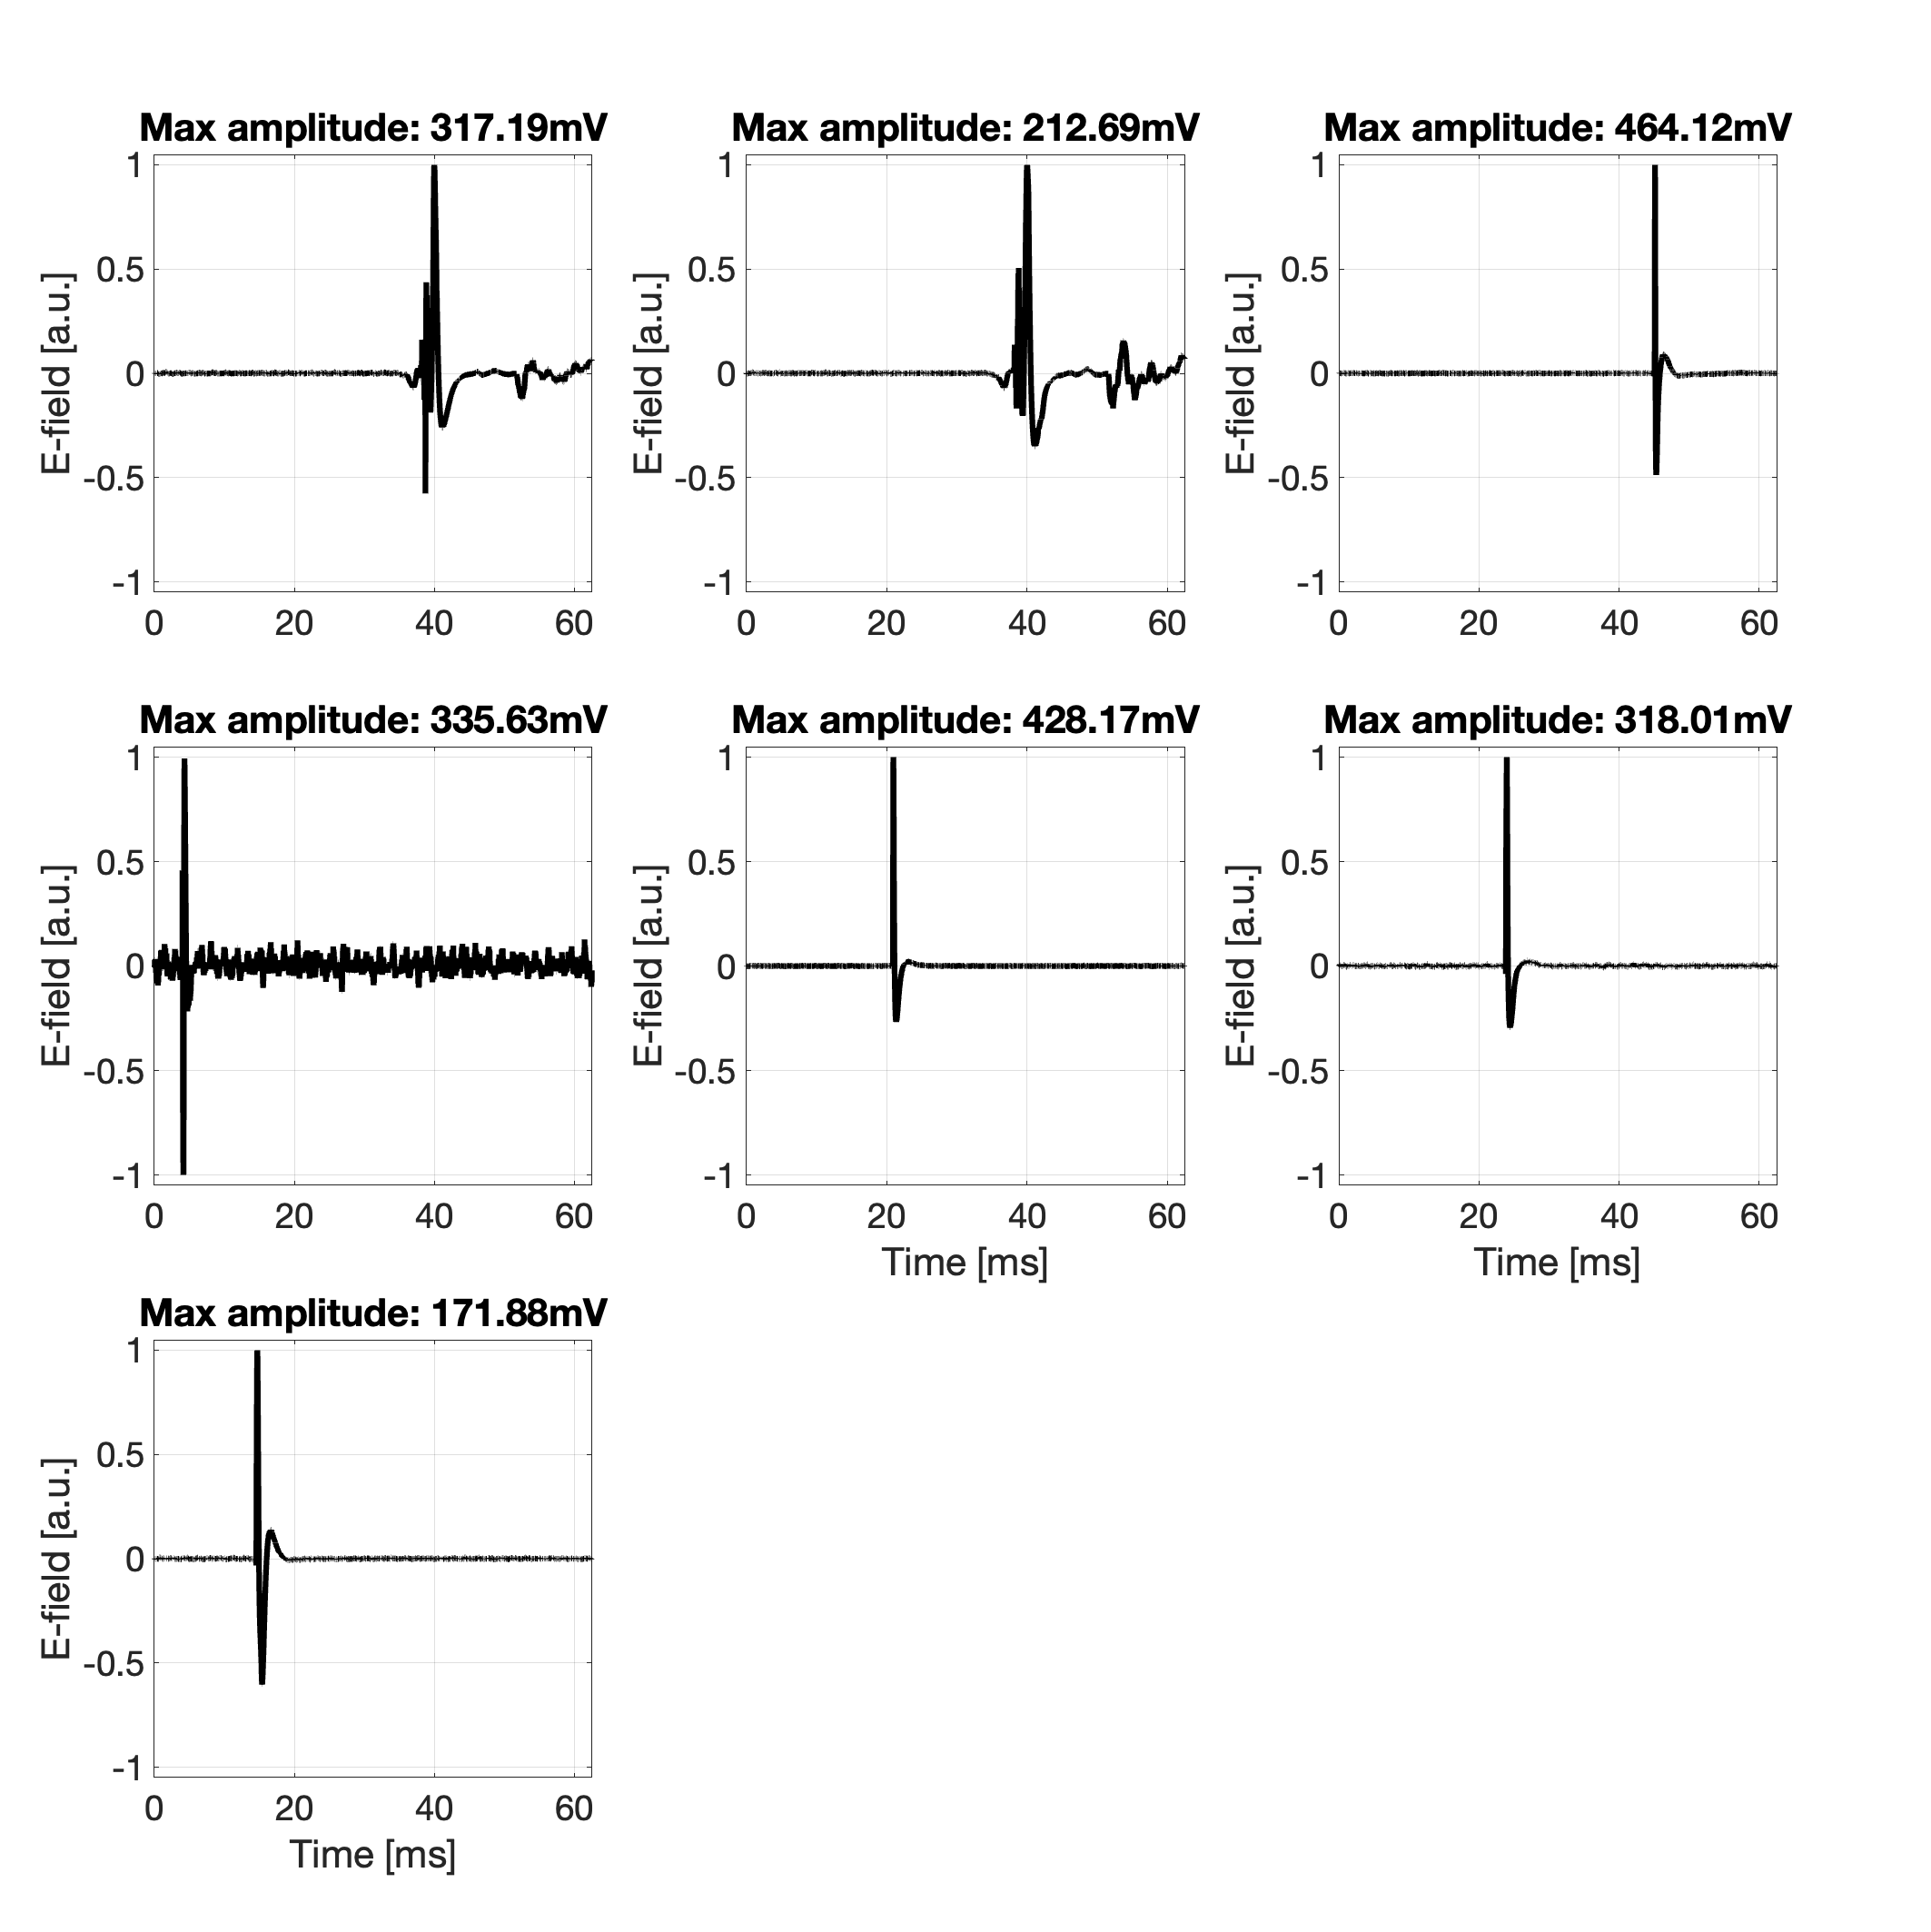 Max amplitude: 317.19mV
1
0.5
0
-0.5
-1
E-field [a.u.]
0 20 40 60
Max amplitude: 212.69mV
1
0.5
0
-0.5
-1
E-field [a.u.]
0 20 40 60
Max amplitude: 464.12mV
1
0.5
0
-0.5
-1
E-field [a.u.]
0 20 40 60
Max amplitude: 335.63mV
1
0.5
0
-0.5
-1
E-field [a.u.]
0 20 40 60
Max amplitude: 428.17mV
1
0.5
0
-0.5
-1
E-field [a.u.]
0 20 40 60
Time [ms]
Max amplitude: 318.01mV
1
0.5
0
-0.5
-1
E-field [a.u.]
0 20 40 60
Time [ms]
Max amplitude: 171.88mV
1
0.5
0
-0.5
-1
E-field [a.u.]
0 20 40 60
Time [ms]